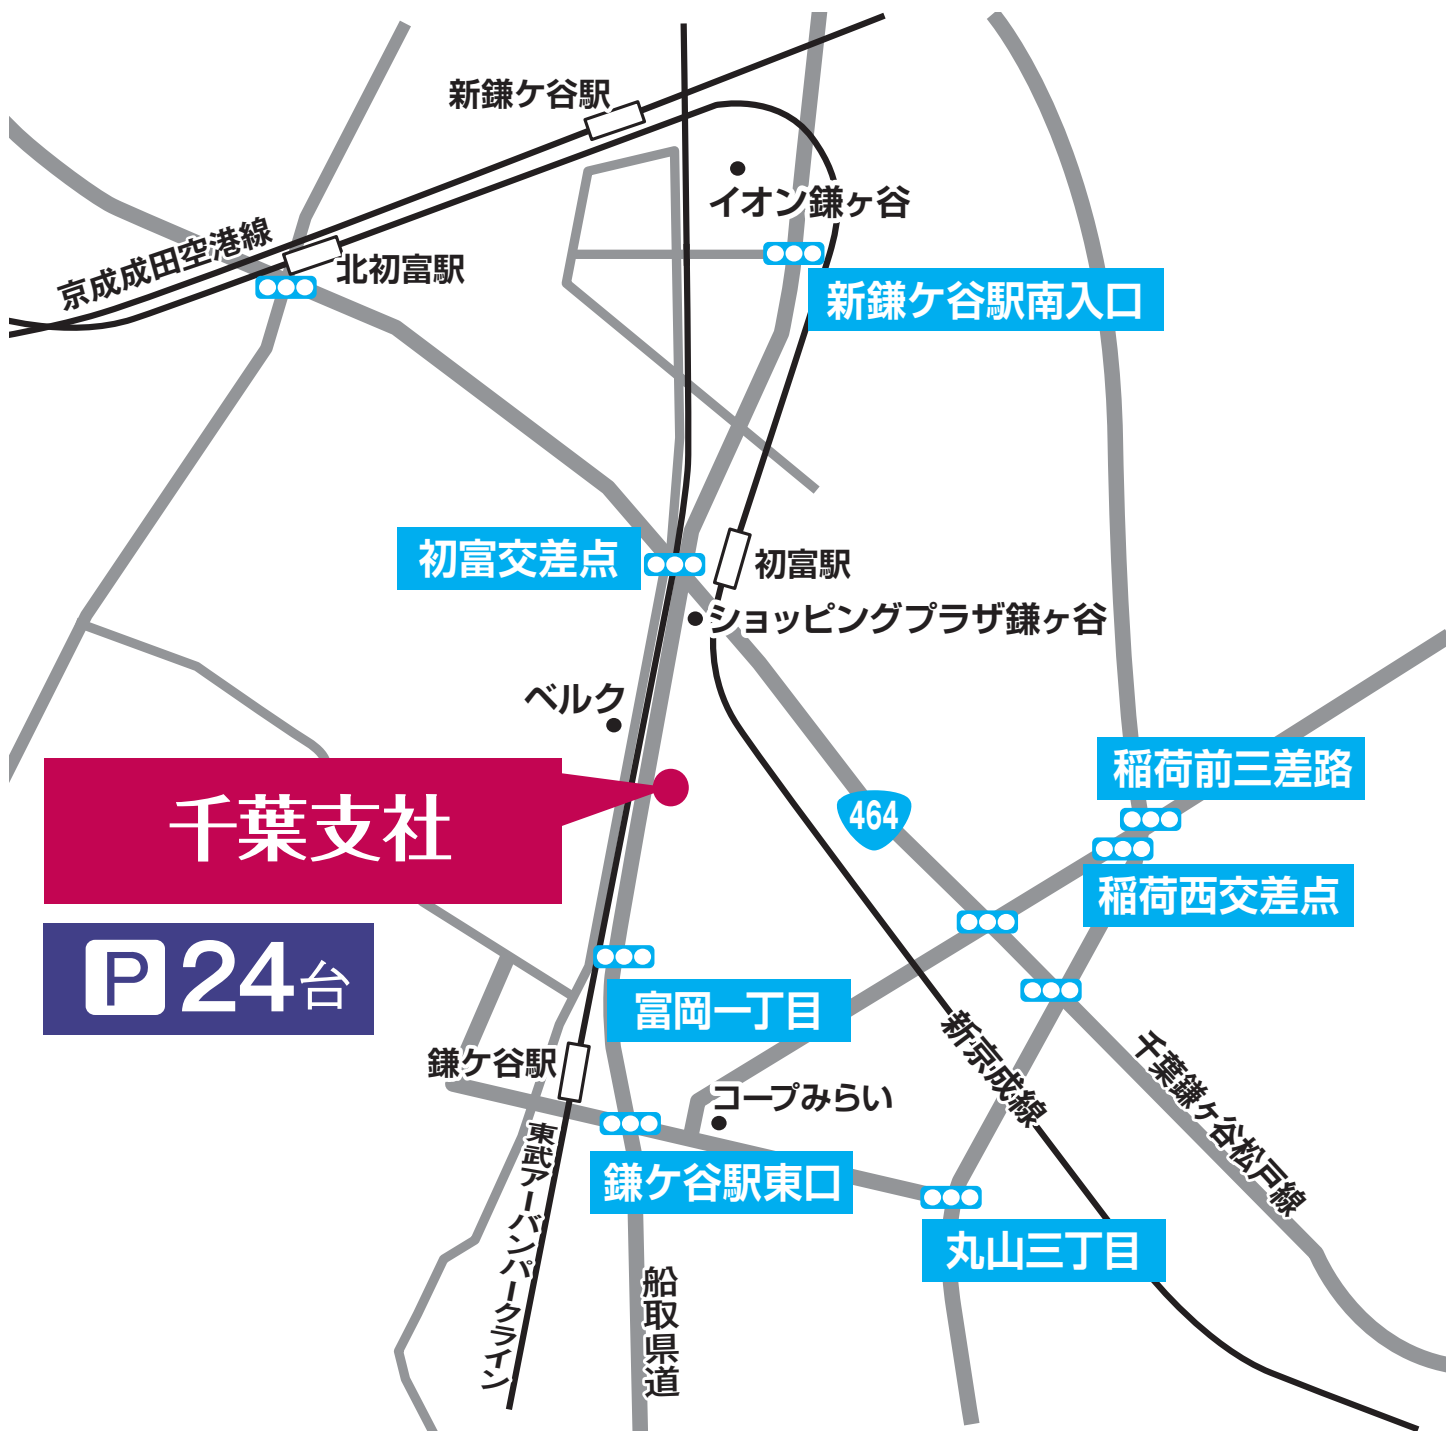 新鎌ケ谷駅
イオン鎌ヶ谷
京成成田空港線
北初富駅
新鎌ケ谷駅南入口
初富交差点
初富駅
ショッピングプラザ鎌ヶ谷
ベルク
稲荷前三差路
千葉支社
464
稲荷西交差点
P 24台
富岡一丁目
鎌ケ谷駅
新京成線
千葉鎌ヶ谷松戸線
コープみらい
東武アーバンパークライン
鎌ケ谷駅東口
丸山三丁目
船取県道